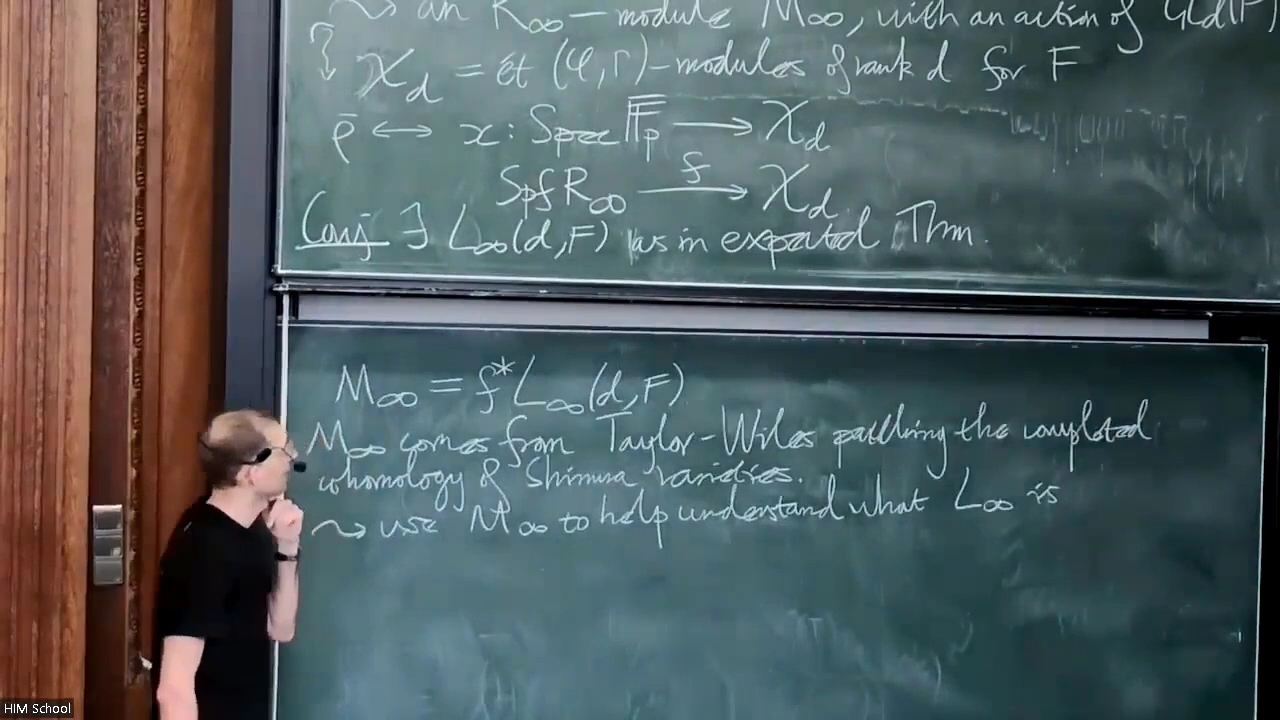 ⇝ an R∞-module M∞, with an action of GLd(F)
𝒳d = ét (φ,Γ)-modules of rank d for F
ρ̄ ⟷ x: Spec F̄p ⟶ 𝒳d
Spf R∞ —f→ 𝒳d
Conj ∃ L∞(d,F) as in expected Thm.
M∞ = f* L∞(d,F)
M∞ comes from Taylor-Wiles patching the completed
cohomology of Shimura varieties.
⇝ use M∞ to help understand what L∞ is
HIM School